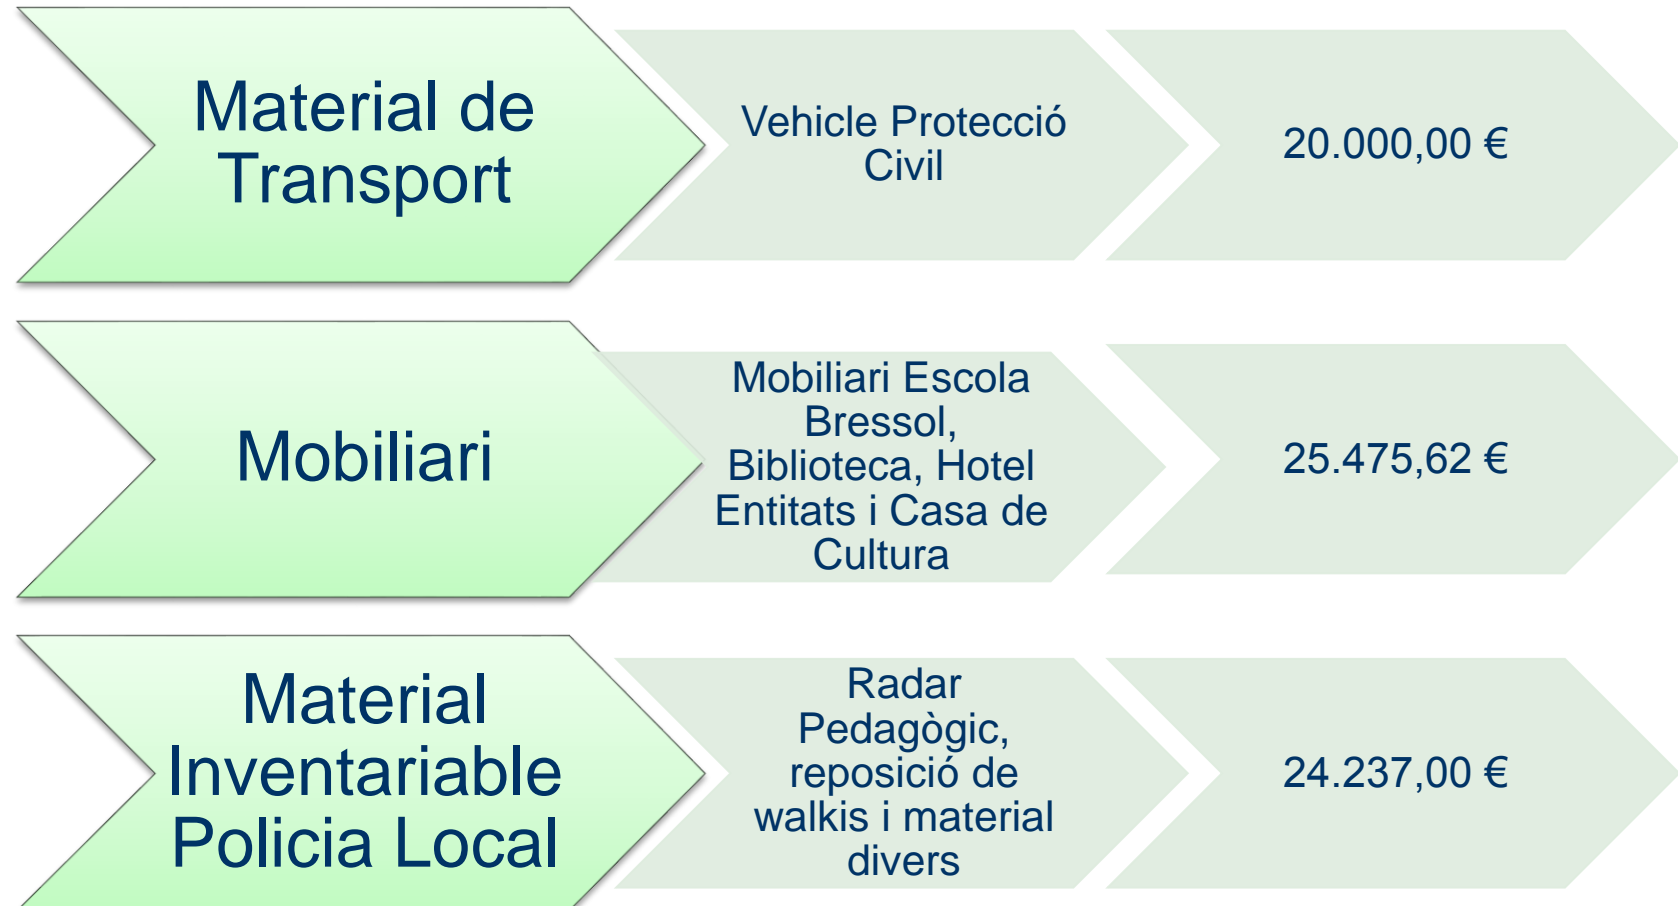 Material de
Transport
Vehicle Protecció
Civil
20.000,00 €
Mobiliari
Mobiliari Escola
Bressol,
Biblioteca, Hotel
Entitats i Casa de
Cultura
25.475,62 €
Material
Inventariable
Policia Local
Radar
Pedagògic,
reposició de
walkis i material
divers
24.237,00 €